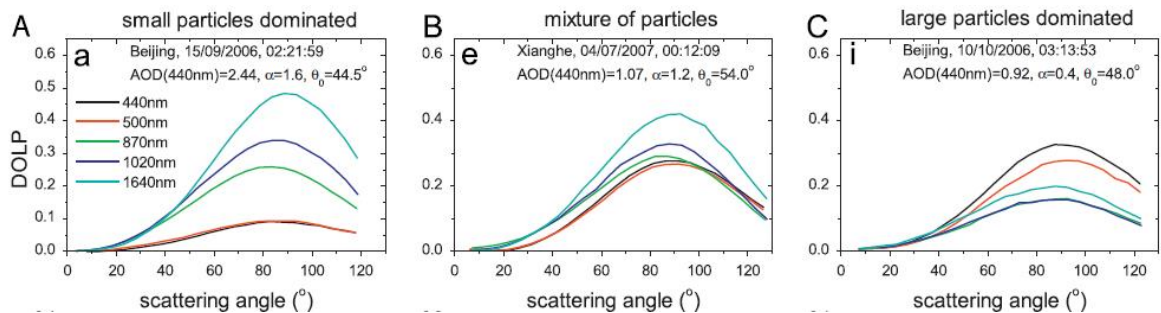 A
small particles dominated
a
Beijing, 15/09/2006, 02:21:59
AOD(440nm)=2.44, α=1.6, θ₀=44.5°
440nm
500nm
870nm
1020nm
1640nm
DOLP
0.6
0.5
0.4
0.3
0.2
0.1
0.0
0 20 40 60 80 100 120
scattering angle (°)
B
mixture of particles
e
Xianghe, 04/07/2007, 00:12:09
AOD(440nm)=1.07, α=1.2, θ₀=54.0°
0.6
0.4
0.2
0.0
0 20 40 60 80 100 120
scattering angle (°)
C
large particles dominated
i
Beijing, 10/10/2006, 03:13:53
AOD(440nm)=0.92, α=0.4, θ₀=48.0°
0.6
0.4
0.2
0.0
0 20 40 60 80 100 120
scattering angle (°)